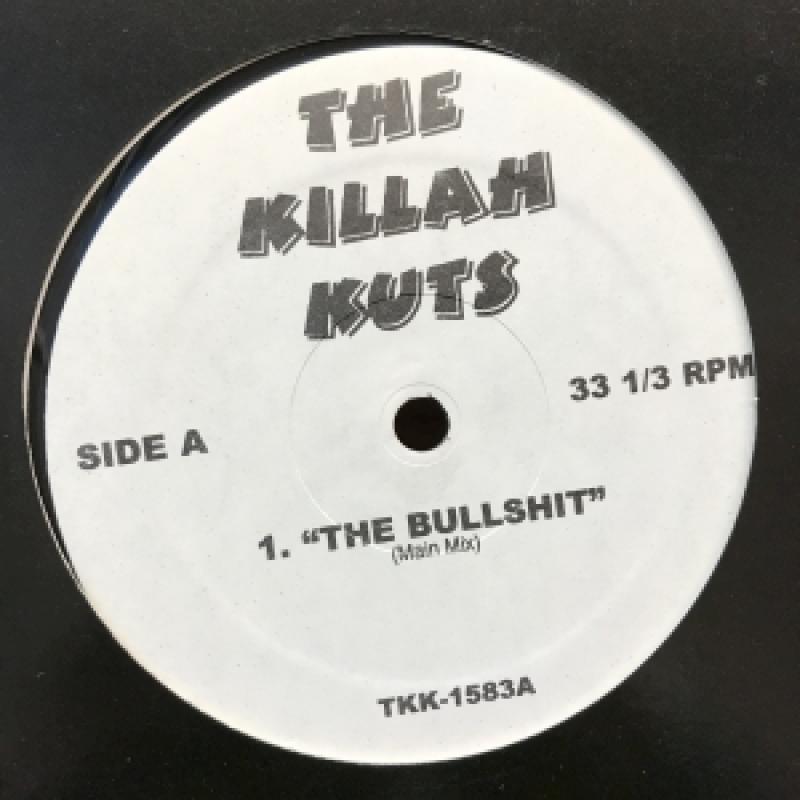 THE
KILLAH
KUTS
33 1/3 RPM
SIDE A
1. “THE BULLSHIT”
(Main Mix)
TKK-1583A